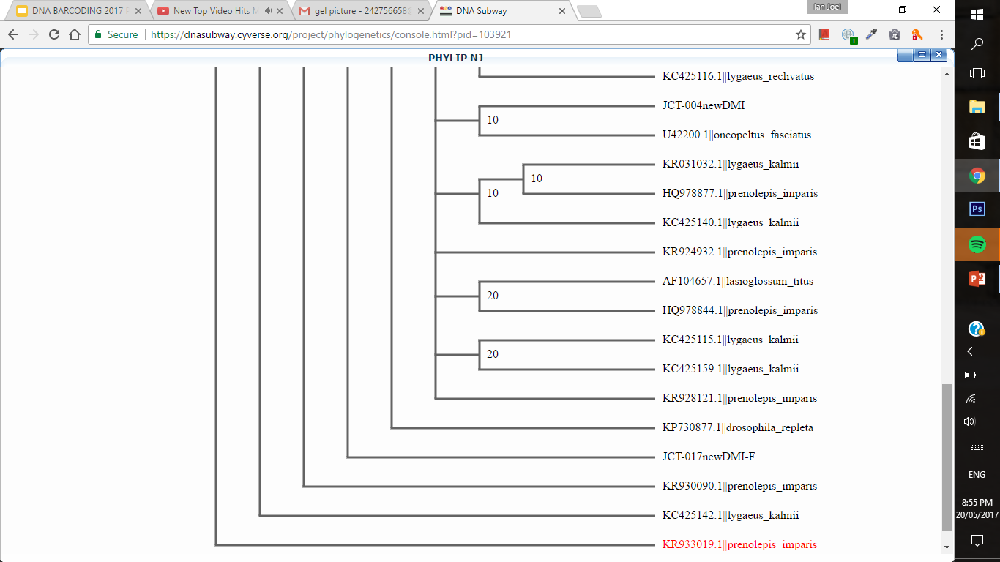 DNA BARCODING 2017 P
New Top Video Hits M
gel picture - 242756658
DNA Subway
Ian Joel
Secure
https://dnasubway.cyverse.org/project/phylogenetics/console.html?pid=103921
1
PHYLIP NJ
KC425116.1||lygaeus_reclivatus
JCT-004newDMI
10
U42200.1||oncopeltus_fasciatus
KR031032.1||lygaeus_kalmii
10
10
HQ978877.1||prenolepis_imparis
KC425140.1||lygaeus_kalmii
KR924932.1||prenolepis_imparis
AF104657.1||lasioglossum_titus
20
HQ978844.1||prenolepis_imparis
KC425115.1||lygaeus_kalmii
20
KC425159.1||lygaeus_kalmii
KR928121.1||prenolepis_imparis
KP730877.1||drosophila_repleta
JCT-017newDMI-F
KR930090.1||prenolepis_imparis
KC425142.1||lygaeus_kalmii
KR933019.1||prenolepis_imparis
Ps
ENG
8:55 PM
20/05/2017